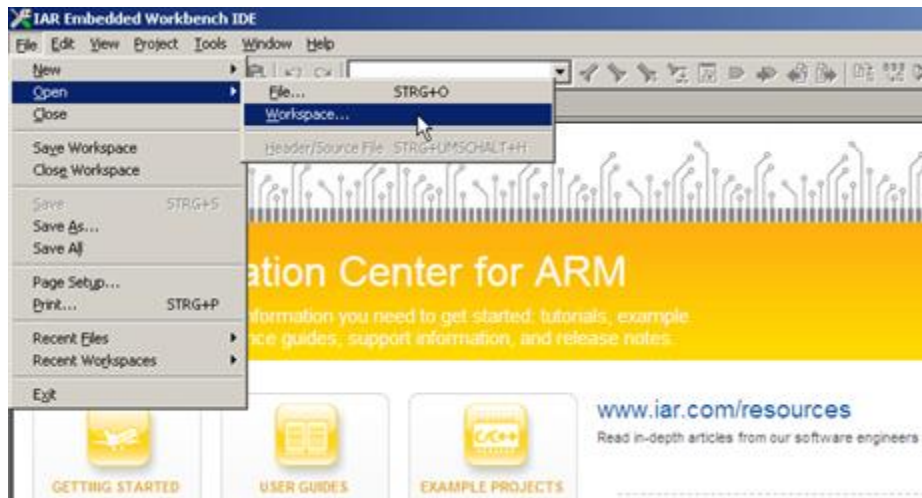 IAR Embedded Workbench IDE
File Edit View Project Tools Window Help
New
Open
Close
Save Workspace
Close Workspace
Save STRG+S
Save As...
Save All
Page Setup...
Print... STRG+P
Recent Files
Recent Workspaces
Exit
File... STRG+O
Workspace...
Header/Source File STRG+UMSCHALT+H
ation Center for ARM
nformation you need to get started: tutorials, example
nce guides, support information, and release notes.
GETTING STARTED
USER GUIDES
C/C++
EXAMPLE PROJECTS
www.iar.com/resources
Read in-depth articles from our software engineers